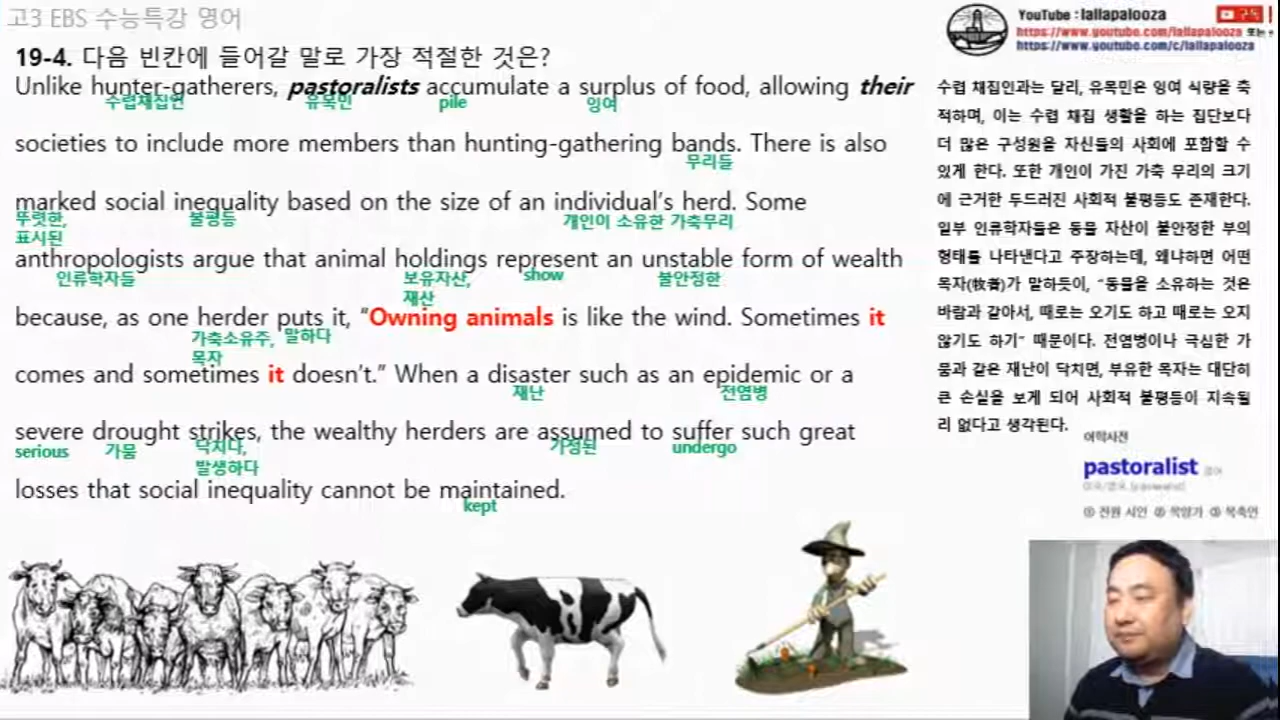 고3 EBS 수능특강 영어
19-4. 다음 빈칸에 들어갈 말로 가장 적절한 것은?
Unlike hunter-gatherers, pastoralists accumulate a surplus of food, allowing their
수렵채집인 유목민 pile 잉여
societies to include more members than hunting-gathering bands. There is also
무리들
marked social inequality based on the size of an individual's herd. Some
뚜렷한, 불평등 개인이 소유한 가축무리
표시된
anthropologists argue that animal holdings represent an unstable form of wealth
인류학자들 보유자산, show 불안정한
재산
because, as one herder puts it, "Owning animals is like the wind. Sometimes it
가축소유주, 말하다
목자
comes and sometimes it doesn't." When a disaster such as an epidemic or a
재난 전염병
severe drought strikes, the wealthy herders are assumed to suffer such great
serious 가뭄 닥치다, 가정된 undergo
발생하다
losses that social inequality cannot be maintained.
kept
YouTube : lallapalooza 구독
https://www.youtube.com/lallapalooza 또는
https://www.youtube.com/c/lallapalooza
수렵 채집인과는 달리, 유목민은 잉여 식량을 축
적하며, 이는 수렵 채집 생활을 하는 집단보다
더 많은 구성원을 자신들의 사회에 포함할 수
있게 한다. 또한 개인이 가진 가축 무리의 크기
에 근거한 두드러진 사회적 불평등도 존재한다.
일부 인류학자들은 동물 자산이 불안정한 부의
형태를 나타낸다고 주장하는데, 왜냐하면 어떤
목자(牧者)가 말하듯이, "동물을 소유하는 것은
바람과 같아서, 때로는 오기도 하고 때로는 오지
않기도 하기" 때문이다. 전염병이나 극심한 가
뭄과 같은 재난이 닥치면, 부유한 목자는 대단히
큰 손실을 보게 되어 사회적 불평등이 지속될
리 없다고 생각된다.
어학사전
pastoralist 영어
① 전원 시인 ② 목양가 ③ 목축민